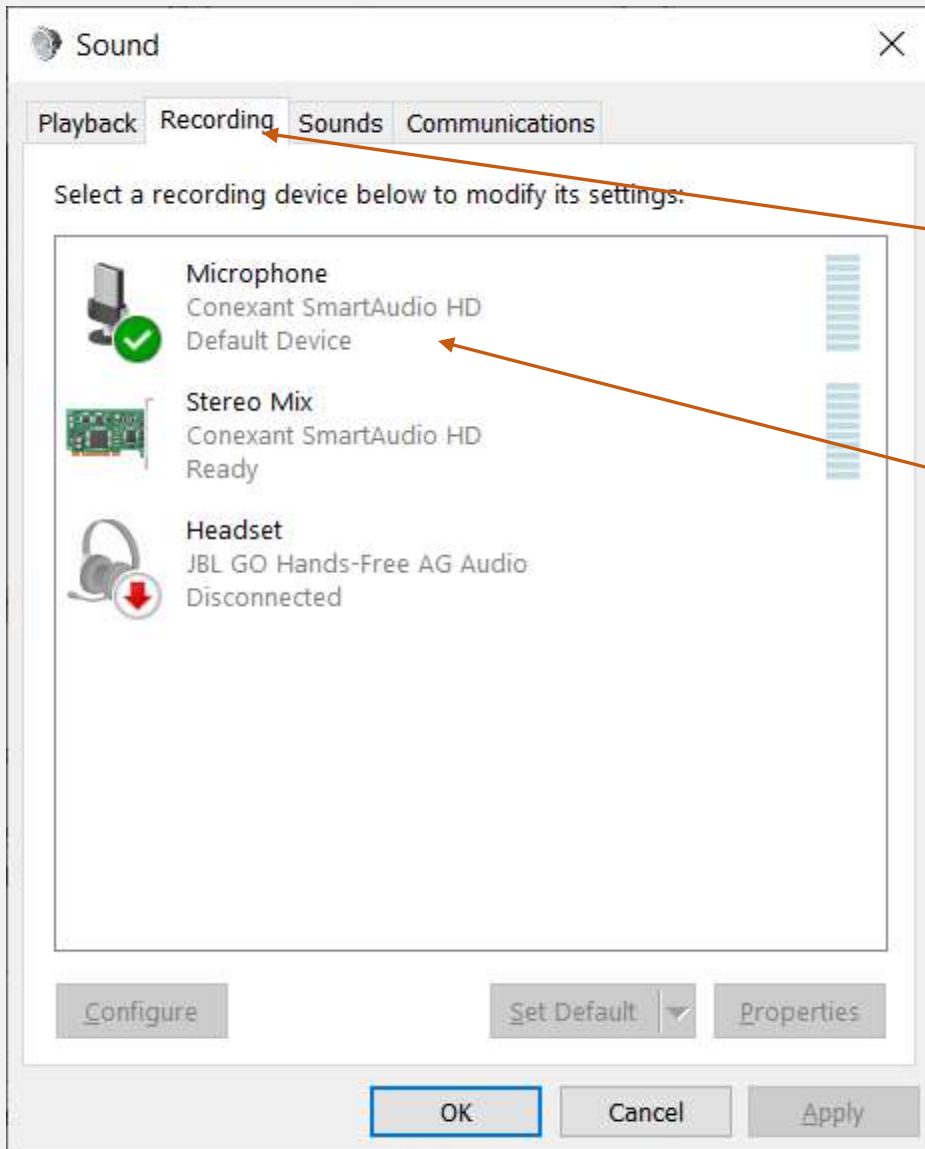 Sound
Playback Recording Sounds Communications
Select a recording device below to modify its settings:
Microphone
Conexant SmartAudio HD
Default Device
Stereo Mix
Conexant SmartAudio HD
Ready
Headset
JBL GO Hands-Free AG Audio
Disconnected
Configure Set Default Properties
OK Cancel Apply